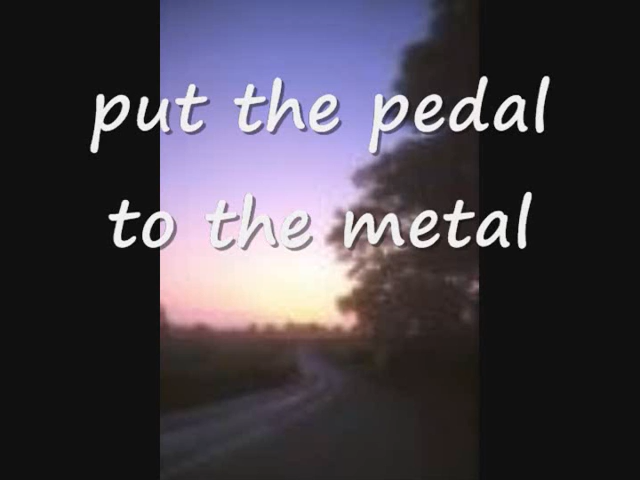 put the pedal
to the metal